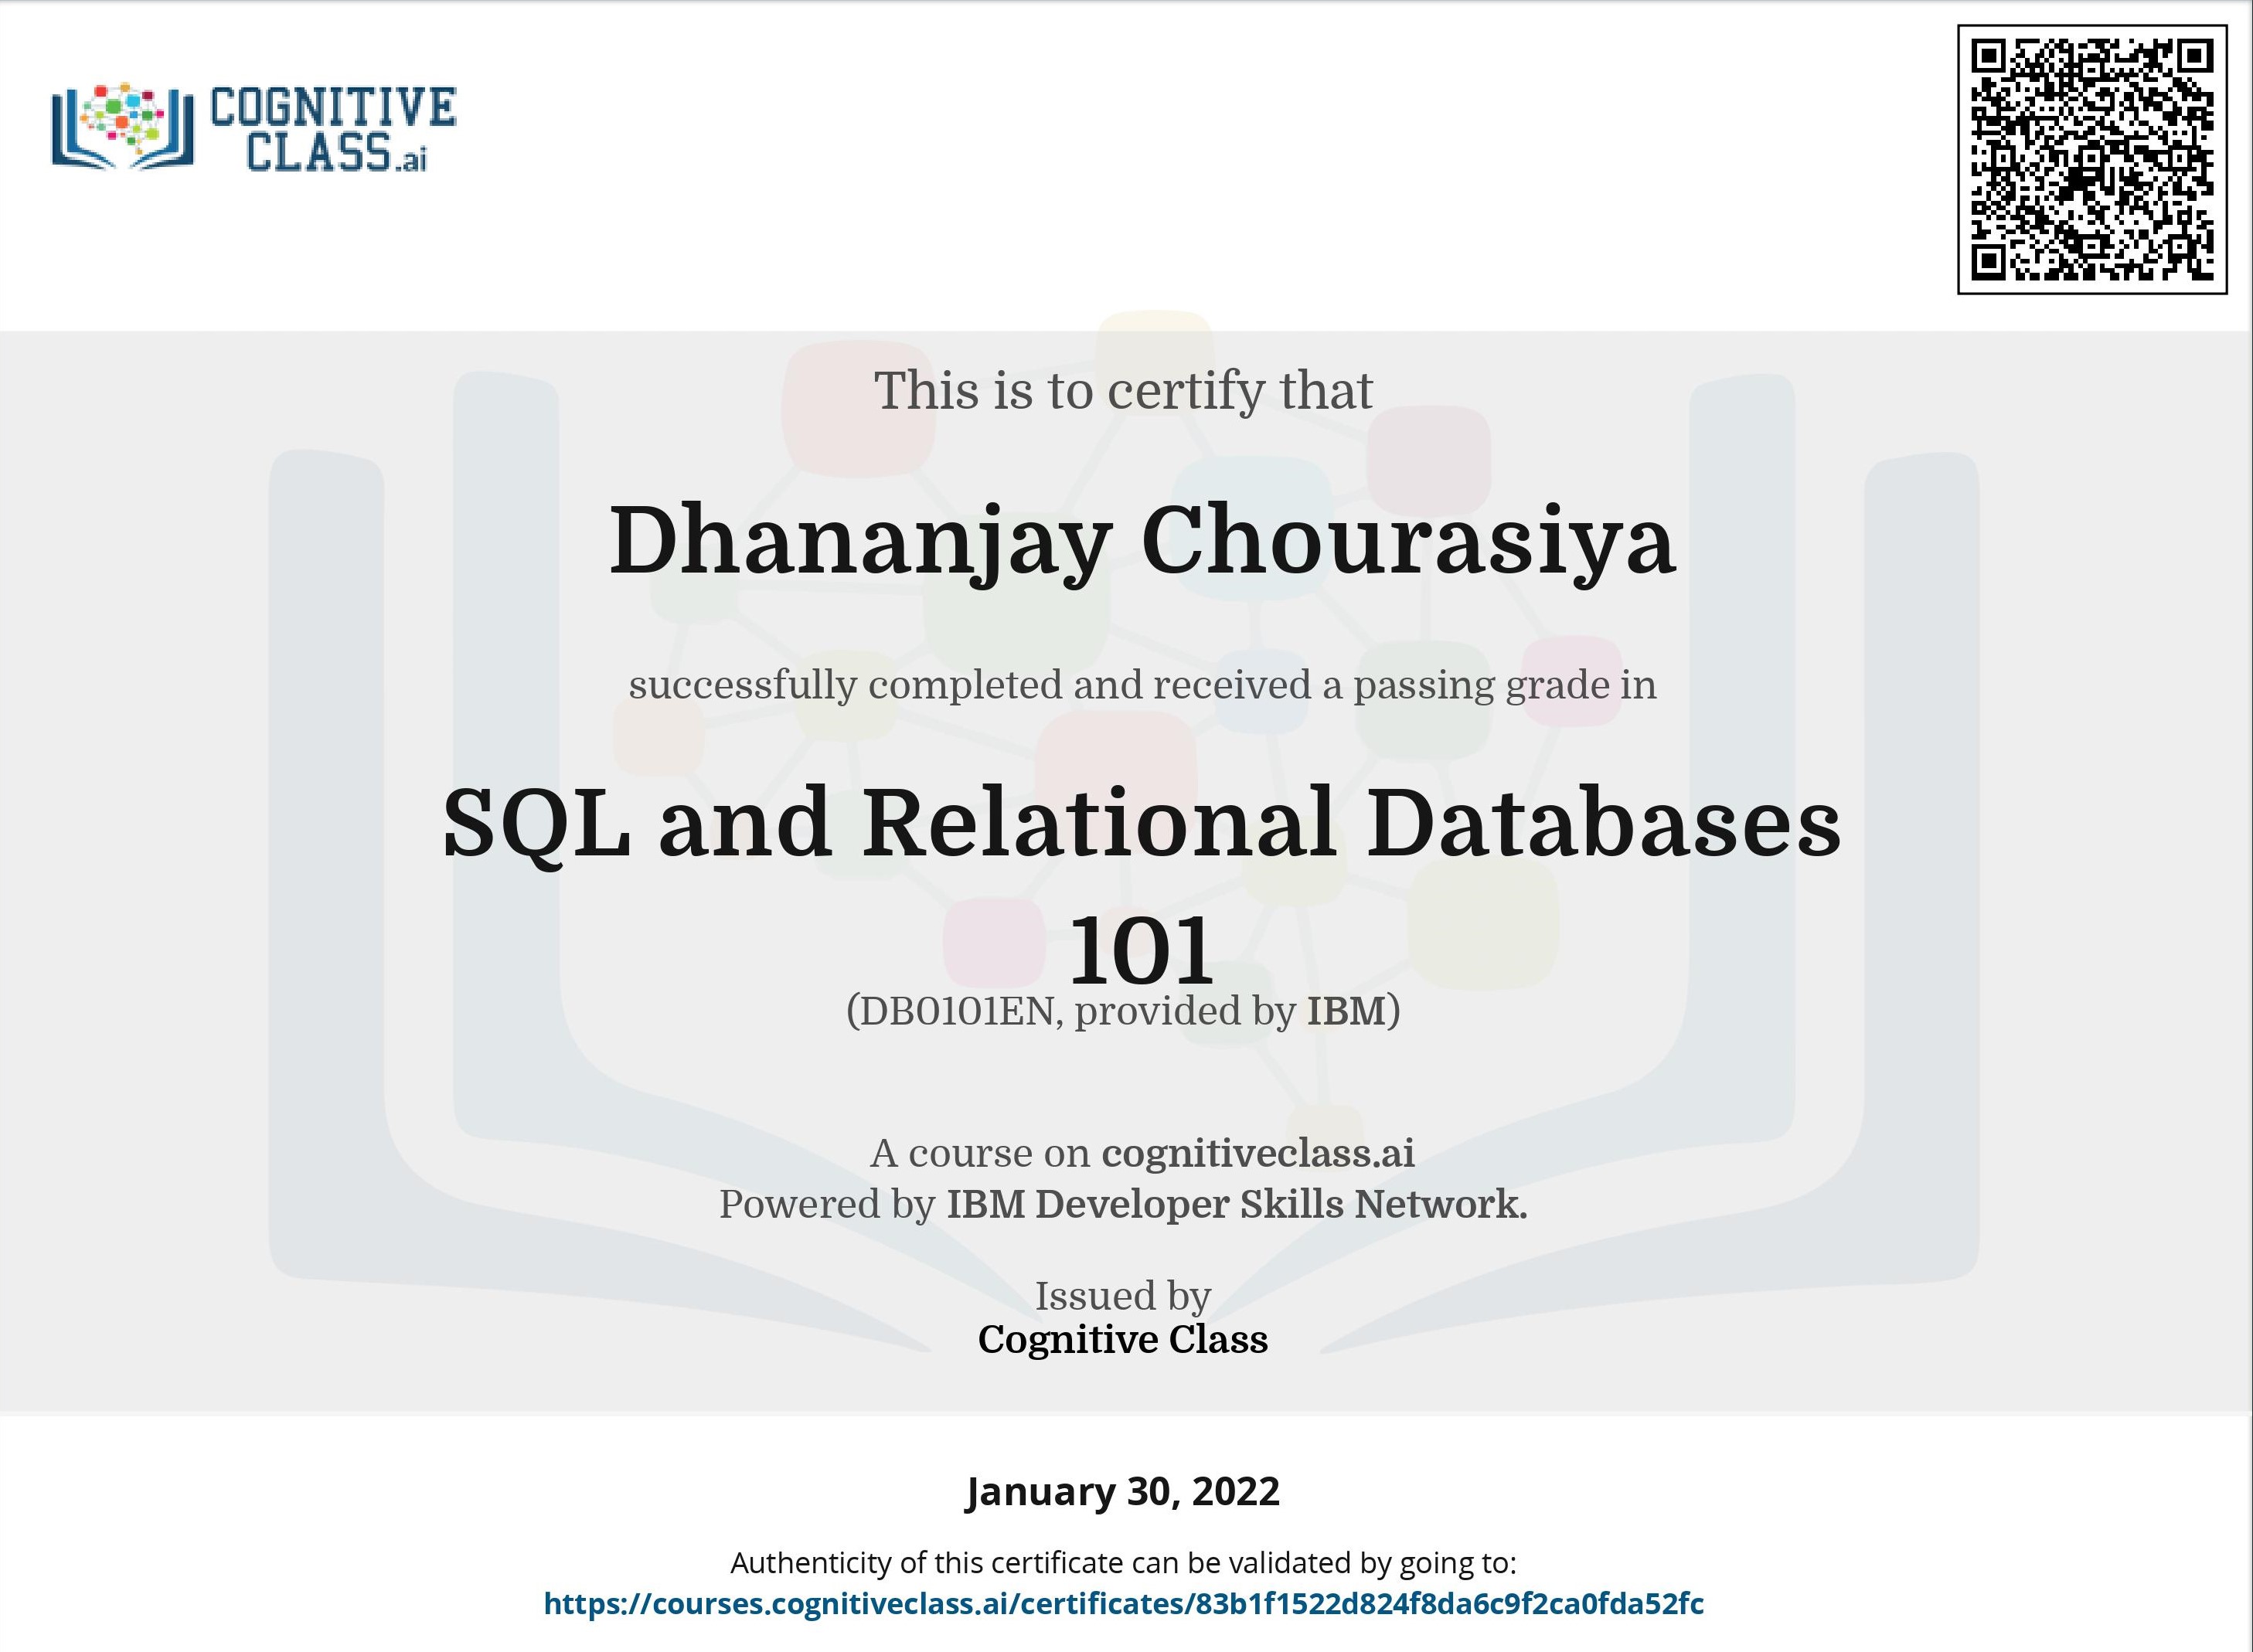 COGNITIVE
CLASS.ai
This is to certify that
Dhananjay Chourasiya
successfully completed and received a passing grade in
SQL and Relational Databases
101
(DB0101EN, provided by IBM)
A course on cognitiveclass.ai
Powered by IBM Developer Skills Network.
Issued by
Cognitive Class
January 30, 2022
Authenticity of this certificate can be validated by going to:
https://courses.cognitiveclass.ai/certificates/83b1f1522d824f8da6c9f2ca0fda52fc